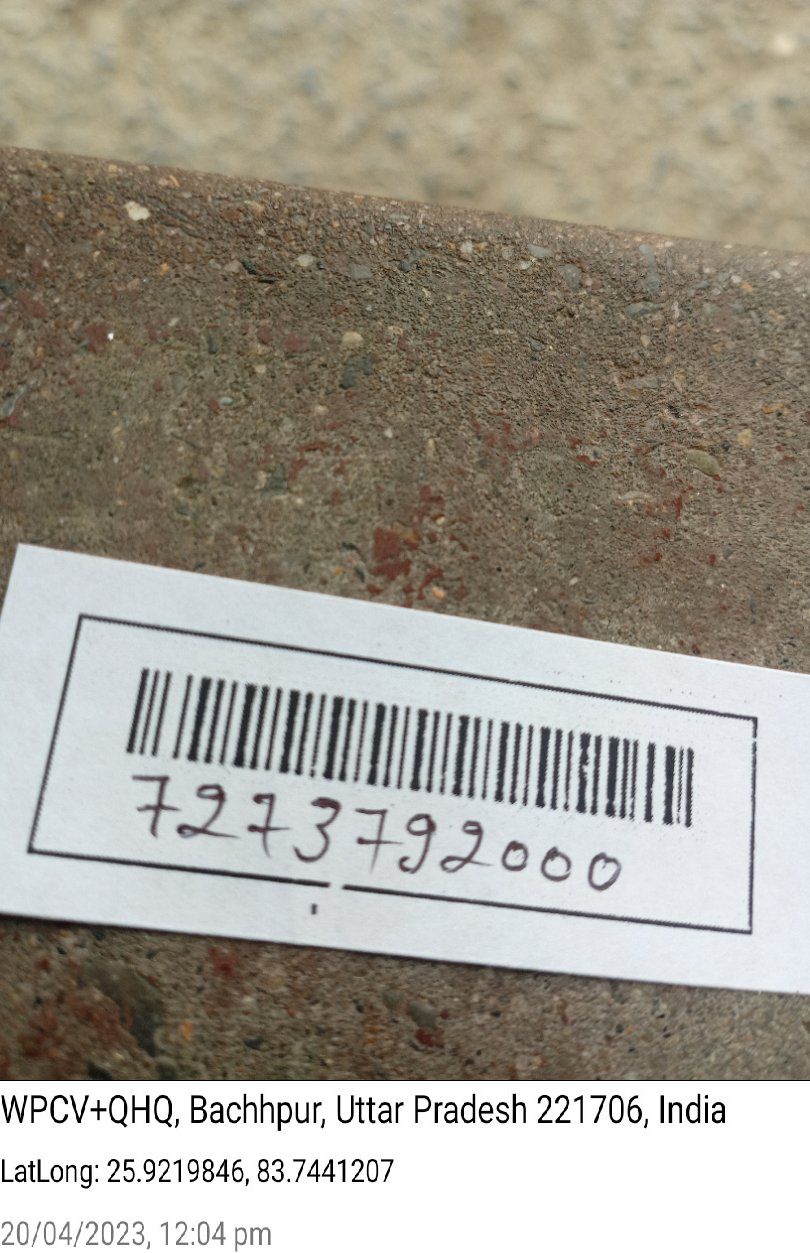 7273792000
WPCV+QHQ, Bachhpur, Uttar Pradesh 221706, India
LatLong: 25.9219846, 83.7441207
20/04/2023, 12:04 pm